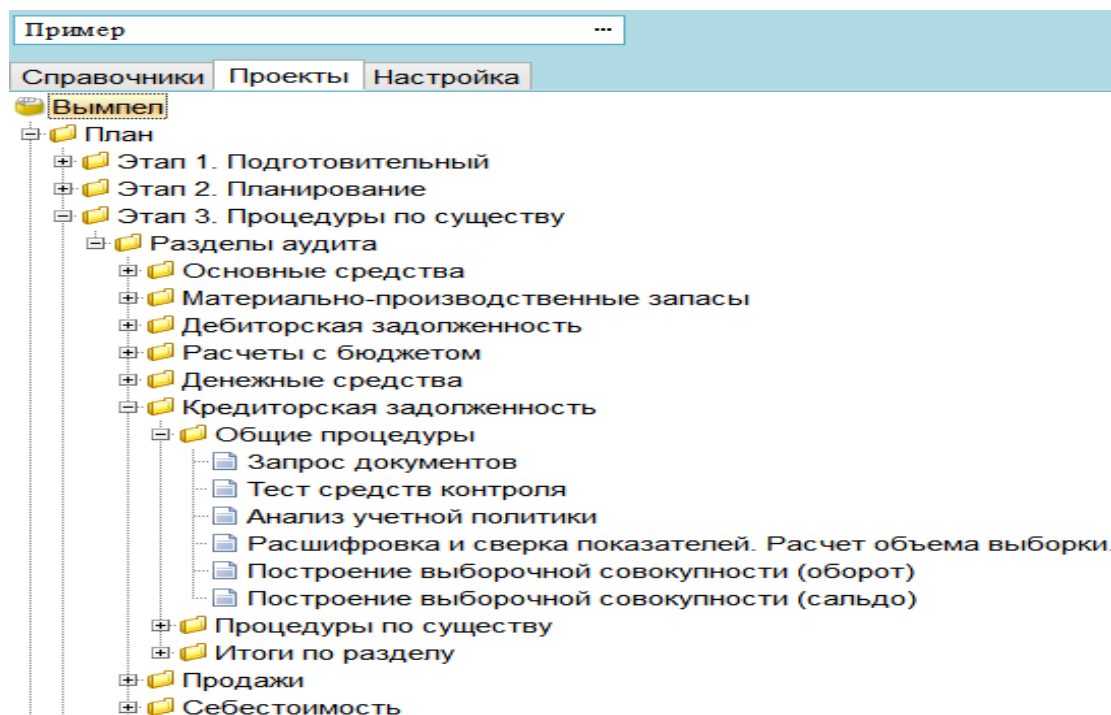 Пример ...
Справочники Проекты Настройка
Вымпел
План
Этап 1. Подготовительный
Этап 2. Планирование
Этап 3. Процедуры по существу
Разделы аудита
Основные средства
Материально-производственные запасы
Дебиторская задолженность
Расчеты с бюджетом
Денежные средства
Кредиторская задолженность
Общие процедуры
Запрос документов
Тест средств контроля
Анализ учетной политики
Расшифровка и сверка показателей. Расчет объема выборки.
Построение выборочной совокупности (оборот)
Построение выборочной совокупности (сальдо)
Процедуры по существу
Итоги по разделу
Продажи
Себестоимость